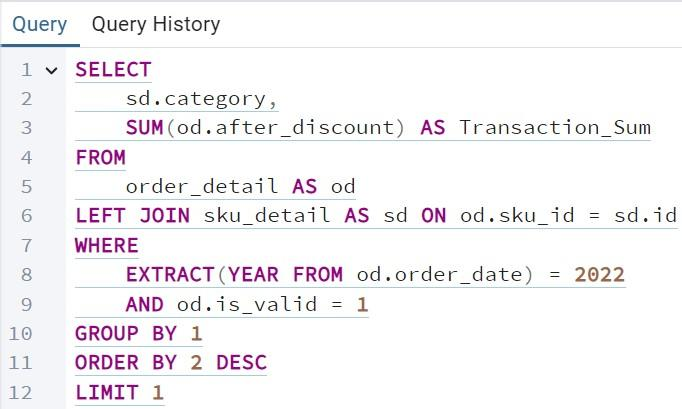 Query Query History
1 SELECT
2 sd.category,
3 SUM(od.after_discount) AS Transaction_Sum
4 FROM
5 order_detail AS od
6 LEFT JOIN sku_detail AS sd ON od.sku_id = sd.id
7 WHERE
8 EXTRACT(YEAR FROM od.order_date) = 2022
9 AND od.is_valid = 1
10 GROUP BY 1
11 ORDER BY 2 DESC
12 LIMIT 1